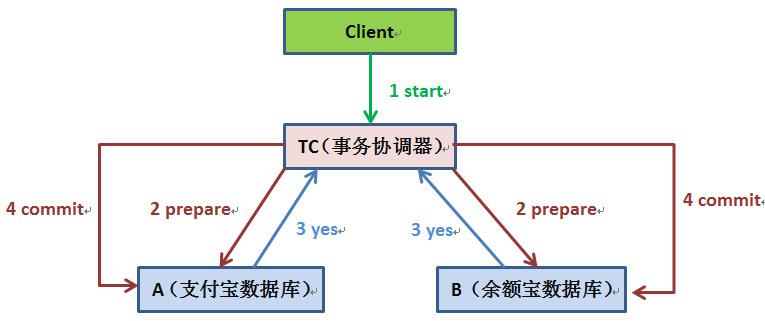 Client
1 start
TC（事务协调器）
4 commit
2 prepare
3 yes
3 yes
2 prepare
4 commit
A（支付宝数据库）
B（余额宝数据库）